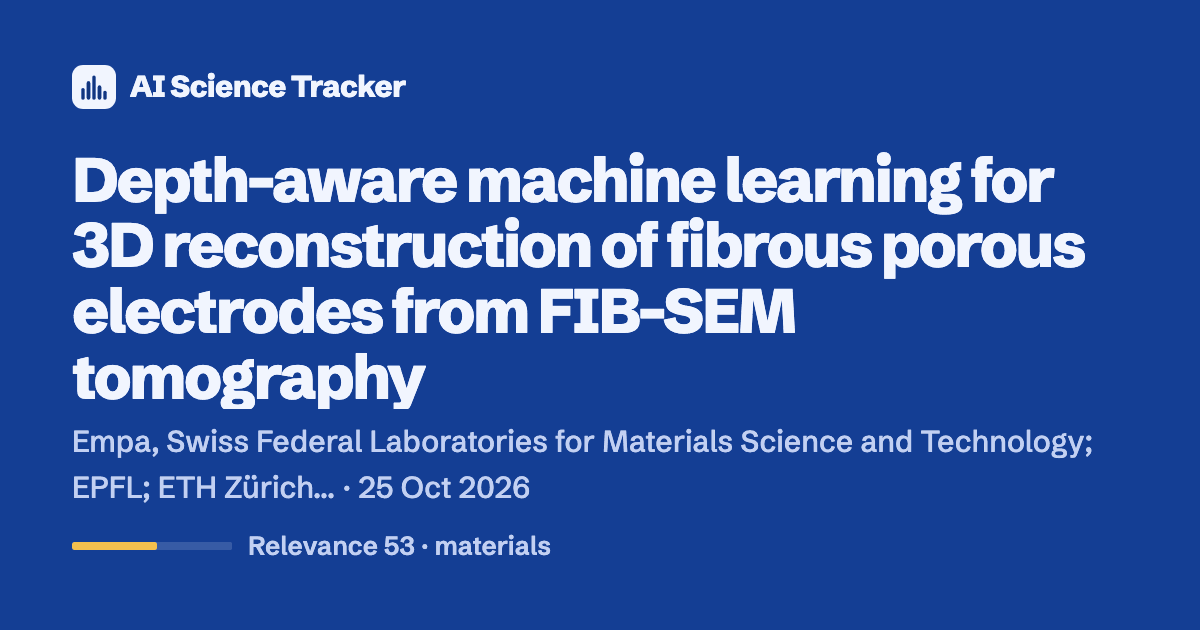 AI Science Tracker
Depth-aware machine learning for
3D reconstruction of fibrous porous
electrodes from FIB-SEM
tomography
Empa, Swiss Federal Laboratories for Materials Science and Technology;
EPFL; ETH Zürich... · 25 Oct 2026
Relevance 53 · materials